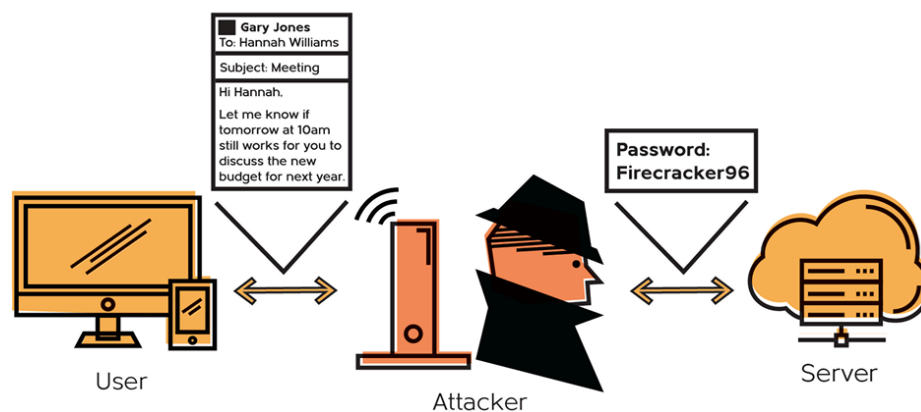 Gary Jones
To: Hannah Williams
Subject: Meeting
Hi Hannah,
Let me know if
tomorrow at 10am
still works for you to
discuss the new
budget for next year.
Password:
Firecracker96
User
Attacker
Server